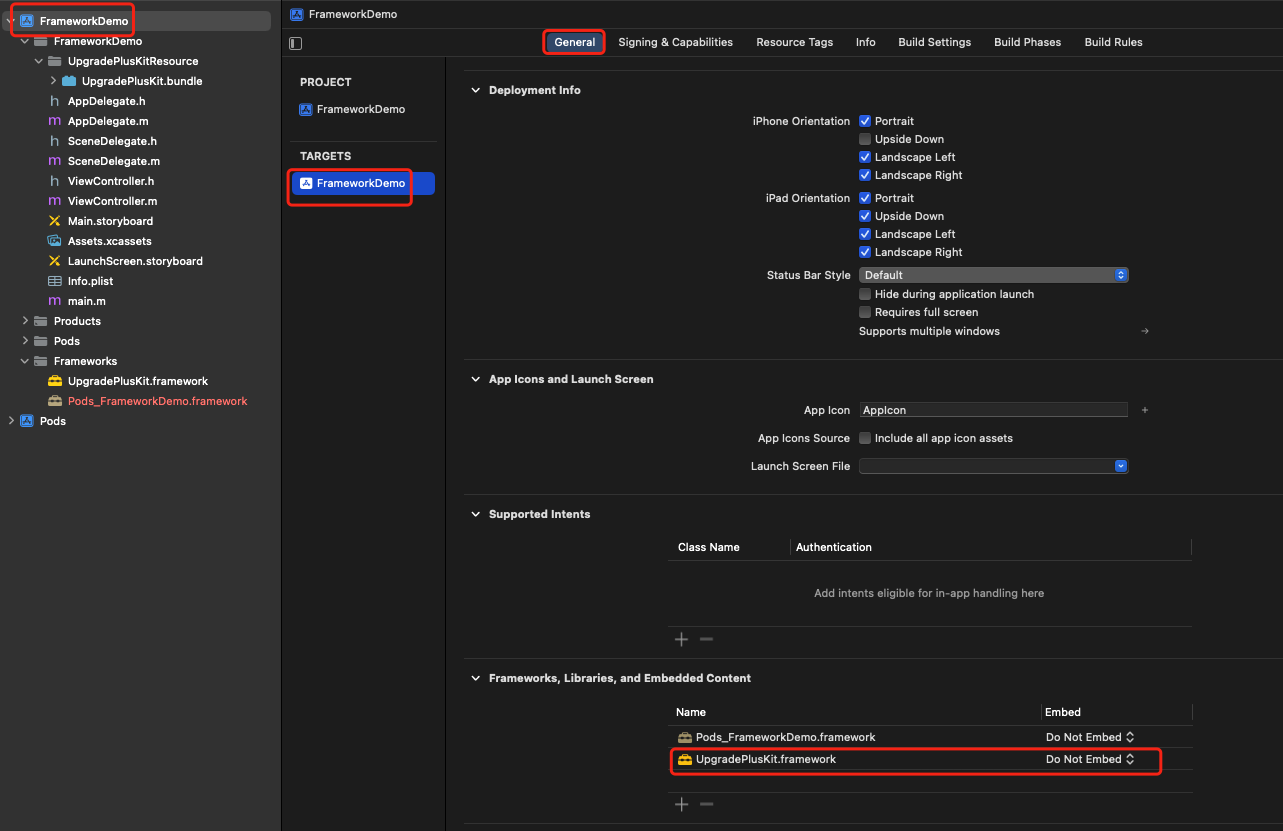 FrameworkDemo
FrameworkDemo
UpgradePlusKitResource
UpgradePlusKit.bundle
h AppDelegate.h
m AppDelegate.m
h SceneDelegate.h
m SceneDelegate.m
h ViewController.h
m ViewController.m
Main.storyboard
Assets.xcassets
LaunchScreen.storyboard
Info.plist
m main.m
Products
Pods
Frameworks
UpgradePlusKit.framework
Pods_FrameworkDemo.framework
Pods
FrameworkDemo
General Signing & Capabilities Resource Tags Info Build Settings Build Phases Build Rules
PROJECT
FrameworkDemo
TARGETS
FrameworkDemo
Deployment Info
iPhone Orientation Portrait
Upside Down
Landscape Left
Landscape Right
iPad Orientation Portrait
Upside Down
Landscape Left
Landscape Right
Status Bar Style Default
Hide during application launch
Requires full screen
Supports multiple windows
App Icons and Launch Screen
App Icon AppIcon
App Icons Source Include all app icon assets
Launch Screen File
Supported Intents
Class Name Authentication
Add intents eligible for in-app handling here
Frameworks, Libraries, and Embedded Content
Name Embed
Pods_FrameworkDemo.framework Do Not Embed
UpgradePlusKit.framework Do Not Embed